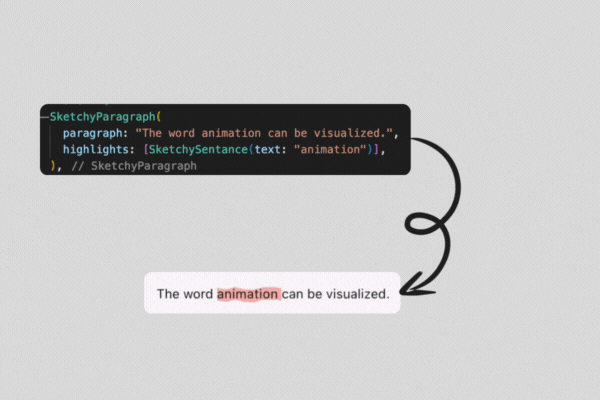 SketchyParagraph(
paragraph: "The word animation can be visualized.",
highlights: [SketchySentance(text: "animation")],
), // SketchyParagraph
The word animation can be visualized.